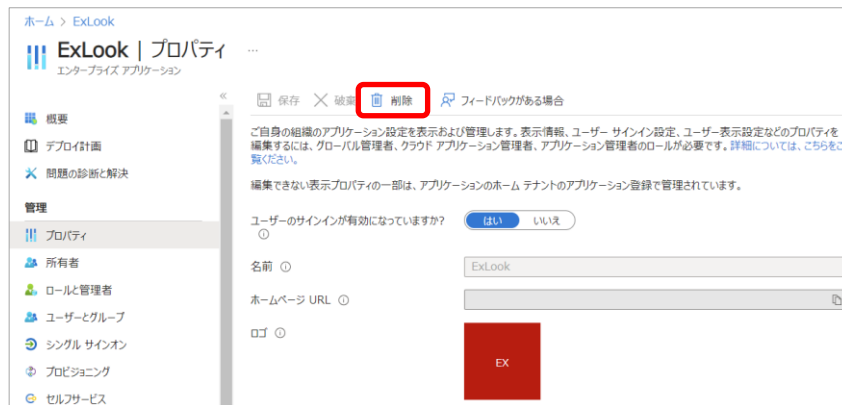 ホーム > ExLook
ExLook | プロパティ ...
エンタープライズ アプリケーション
«
保存 破棄 削除 フィードバックがある場合
概要
デプロイ計画
問題の診断と解決
管理
プロパティ
所有者
ロールと管理者
ユーザーとグループ
シングル サインオン
プロビジョニング
セルフサービス
ご自身の組織のアプリケーション設定を表示および管理します。表示情報、ユーザー サインイン設定、ユーザー表示設定などのプロパティを
編集するには、グローバル管理者、クラウド アプリケーション管理者、アプリケーション管理者のロールが必要です。詳細については、こちらをご
覧ください。
編集できない表示プロパティの一部は、アプリケーションのホーム テナントのアプリケーション登録で管理されています。
ユーザーのサインインが有効になっていますか? はい いいえ
名前 ExLook
ホームページ URL
ロゴ
EX